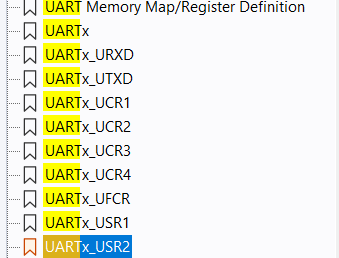 UART Memory Map/Register Definition
UARTx
UARTx_URXD
UARTx_UTXD
UARTx_UCR1
UARTx_UCR2
UARTx_UCR3
UARTx_UCR4
UARTx_UFCR
UARTx_USR1
UARTx_USR2